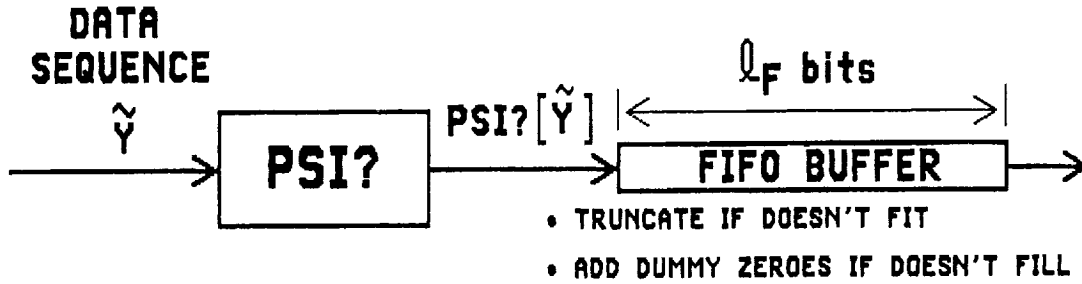 DATA
SEQUENCE
Ỹ
PSI?
PSI?[Ỹ]
ℓF bits
FIFO BUFFER
• TRUNCATE IF DOESN'T FIT
• ADD DUMMY ZEROES IF DOESN'T FILL